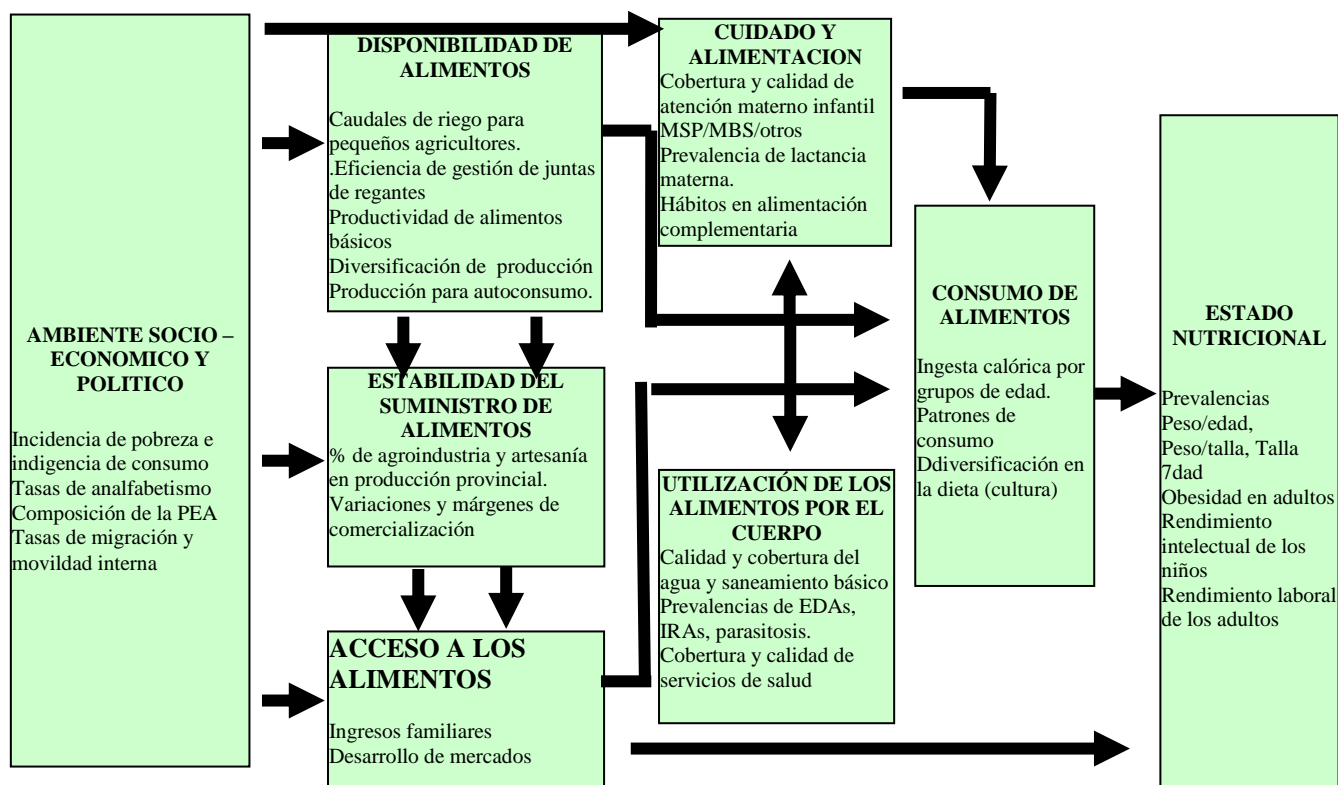 AMBIENTE SOCIO –
ECONOMICO Y
POLITICO
Incidencia de pobreza e
indigencia de consumo
Tasas de analfabetismo
Composición de la PEA
Tasas de migración y
movildad interna
DISPONIBILIDAD DE
ALIMENTOS
Caudales de riego para
pequeños agricultores.
.Eficiencia de gestión de juntas
de regantes
Productividad de alimentos
básicos
Diversificación de producción
Producción para autoconsumo.
ESTABILIDAD DEL
SUMINISTRO DE
ALIMENTOS
% de agroindustria y artesanía
en producción provincial.
Variaciones y márgenes de
comercialización
ACCESO A LOS
ALIMENTOS
Ingresos familiares
Desarrollo de mercados
CUIDADO Y
ALIMENTACION
Cobertura y calidad de
atención materno infantil
MSP/MBS/otros
Prevalencia de lactancia
materna.
Hábitos en alimentación
complementaria
UTILIZACIÓN DE LOS
ALIMENTOS POR EL
CUERPO
Calidad y cobertura del
agua y saneamiento básico
Prevalencias de EDAs,
IRAs, parasitosis.
Cobertura y calidad de
servicios de salud
CONSUMO DE
ALIMENTOS
Ingesta calórica por
grupos de edad.
Patrones de
consumo
Ddiversificación en
la dieta (cultura)
ESTADO
NUTRICIONAL
Prevalencias
Peso/edad,
Peso/talla, Talla
7dad
Obesidad en adultos
Rendimiento
intelectual de los
niños
Rendimiento laboral
de los adultos